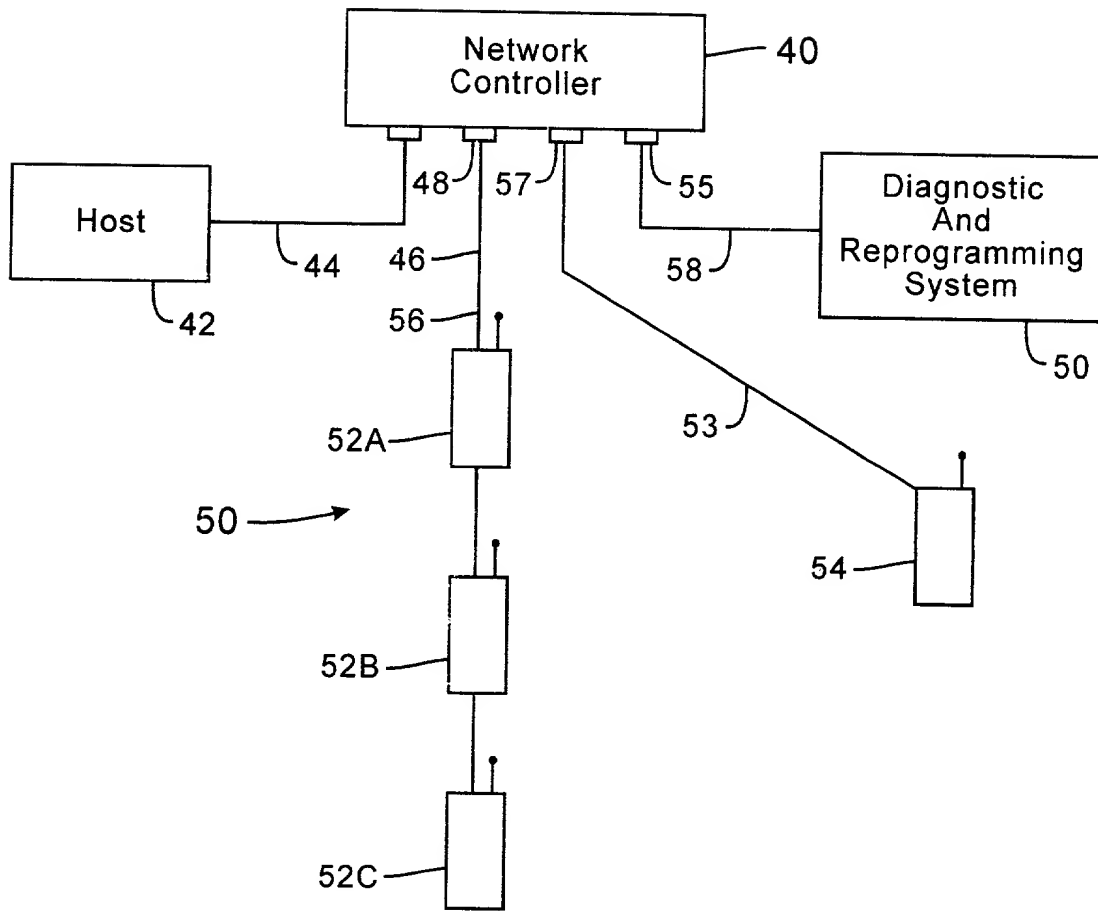 Network
Controller
40
Host
42
44
48
57
55
46
56
58
Diagnostic
And
Reprogramming
System
50
53
52A
50
54
52B
52C